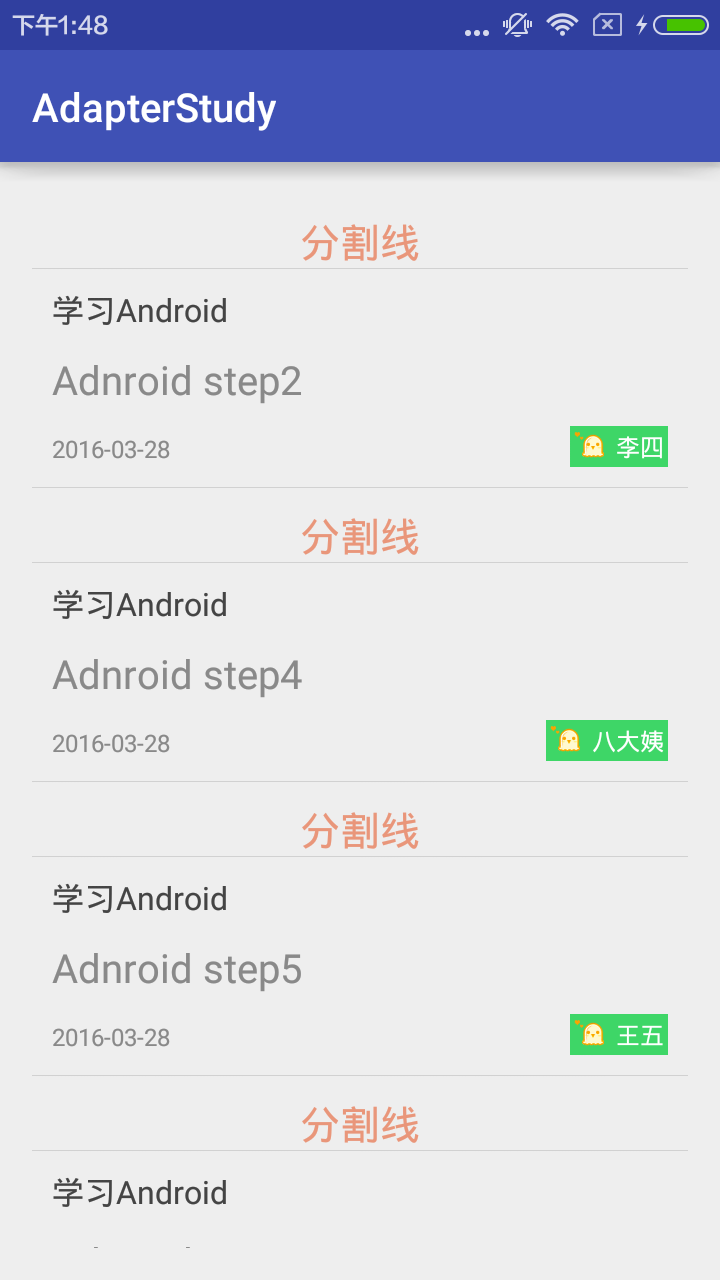 下午1:48
AdapterStudy
分割线
学习Android
Adnroid step2
2016-03-28 李四
分割线
学习Android
Adnroid step4
2016-03-28 八大姨
分割线
学习Android
Adnroid step5
2016-03-28 王五
分割线
学习Android